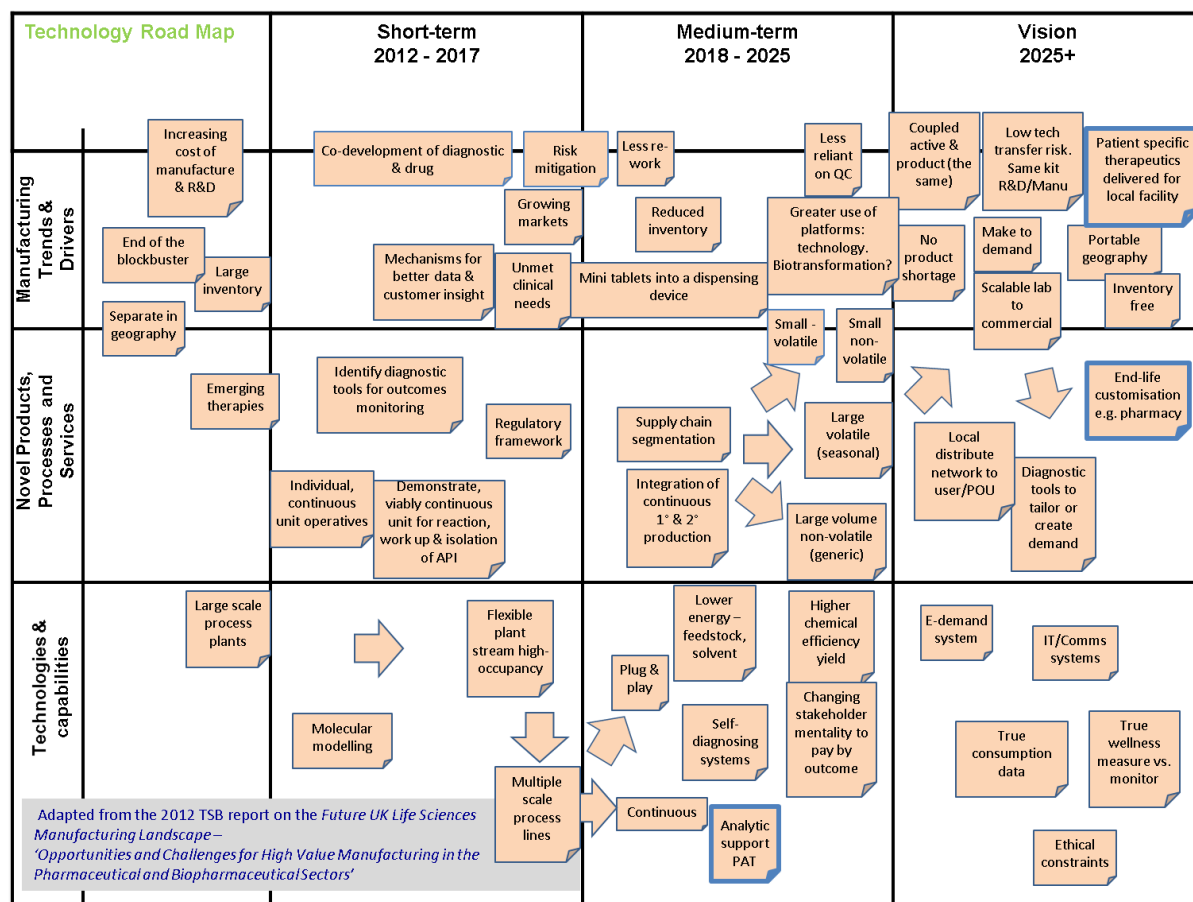 Technology Road Map
Short-term
2012 - 2017
Medium-term
2018 - 2025
Vision
2025+
Manufacturing
Trends &
Drivers
Increasing
cost of
manufacture
& R&D
End of the
blockbuster
Large
inventory
Separate in
geography
Co-development of diagnostic
& drug
Risk
mitigation
Growing
markets
Mechanisms for
better data &
customer insight
Unmet
clinical
needs
Less re-
work
Less
reliant
on QC
Reduced
inventory
Greater use of
platforms:
technology.
Biotransformation?
Mini tablets into a dispensing
device
Coupled
active &
product (the
same)
Low tech
transfer risk.
Same kit
R&D/Manu
Patient specific
therapeutics
delivered for
local facility
No
product
shortage
Make to
demand
Portable
geography
Scalable lab
to
commercial
Inventory
free
Novel Products,
Processes and
Services
Emerging
therapies
Identify diagnostic
tools for outcomes
monitoring
Regulatory
framework
Individual,
continuous
unit operatives
Demonstrate,
viably continuous
unit for reaction,
work up & isolation
of API
Small -
volatile
Small
non-
volatile
Supply chain
segmentation
Large
volatile
(seasonal)
Integration of
continuous
1° & 2°
production
Large volume
non-volatile
(generic)
End-life
customisation
e.g. pharmacy
Local
distribute
network to
user/POU
Diagnostic
tools to
tailor or
create
demand
Technologies &
capabilities
Large scale
process
plants
Flexible
plant
stream high-
occupancy
Molecular
modelling
Multiple
scale
process
lines
Lower
energy –
feedstock,
solvent
Higher
chemical
efficiency
yield
Plug &
play
Self-
diagnosing
systems
Changing
stakeholder
mentality to
pay by
outcome
Continuous
Analytic
support
PAT
E-demand
system
IT/Comms
systems
True
consumption
data
True
wellness
measure vs.
monitor
Ethical
constraints
Adapted from the 2012 TSB report on the Future UK Life Sciences
Manufacturing Landscape –
‘Opportunities and Challenges for High Value Manufacturing in the
Pharmaceutical and Biopharmaceutical Sectors’